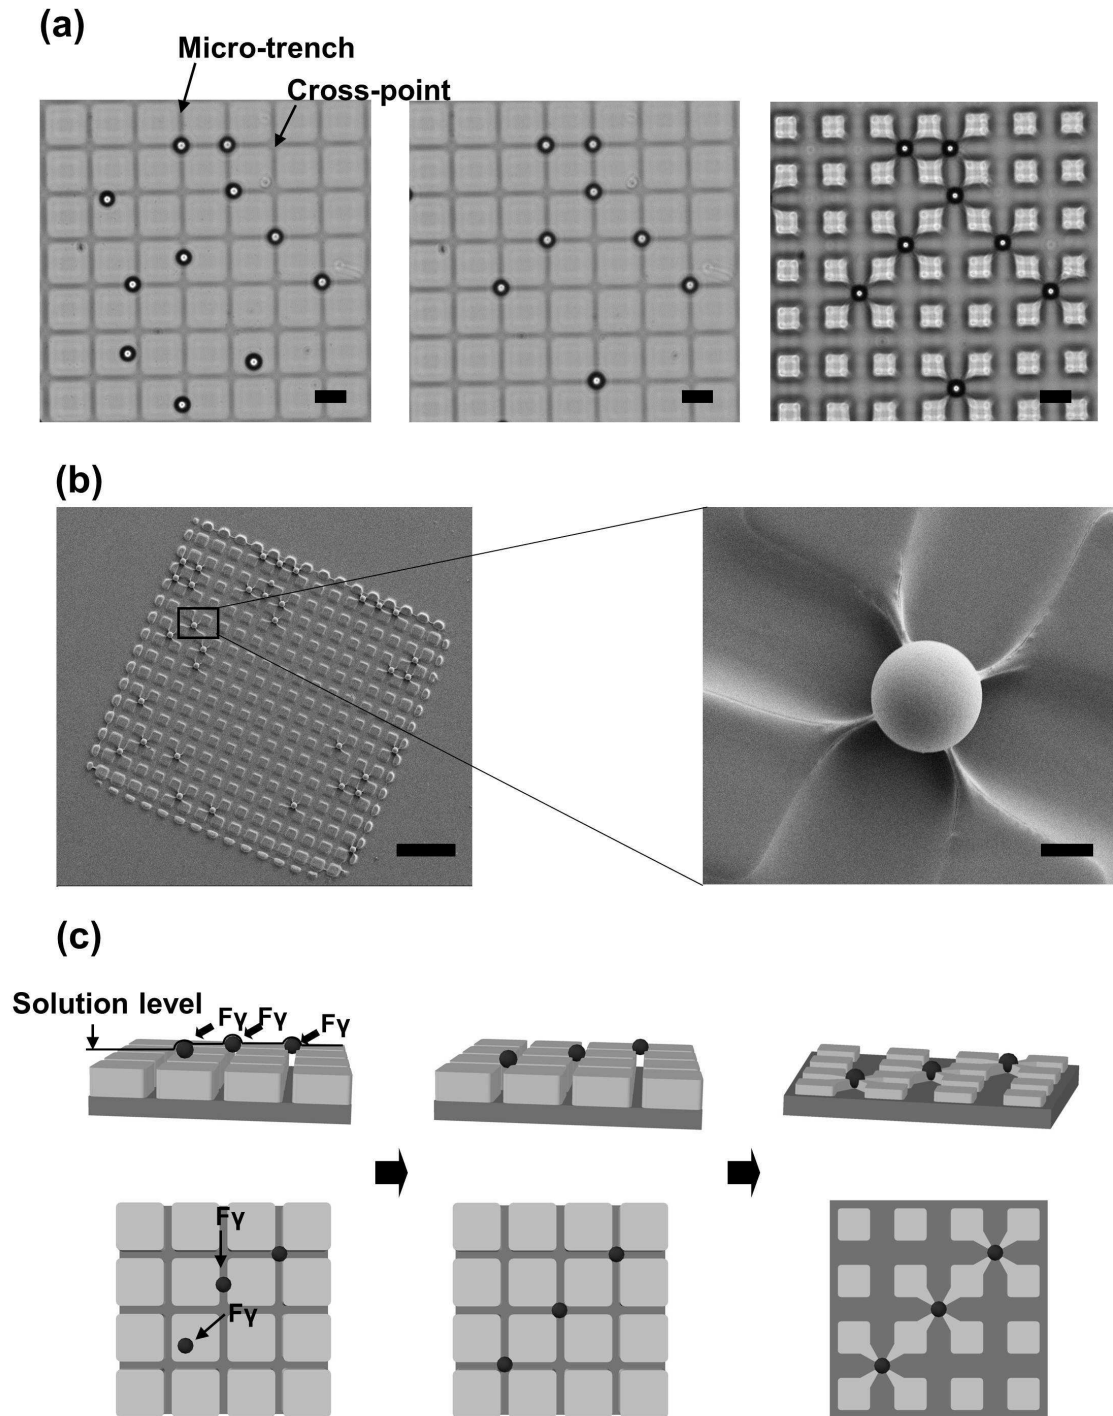 (a)
Micro-trench
Cross-point
(b)
(c)
Solution level
Fγ Fγ Fγ
Fγ
Fγ